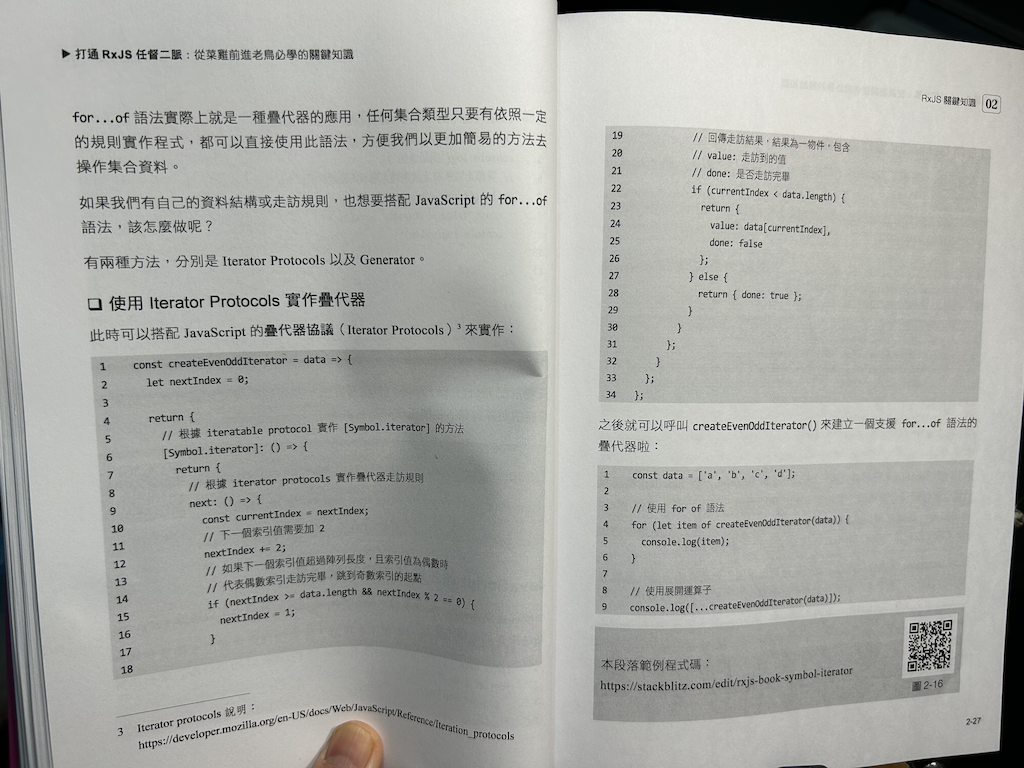 ▶ 打通 RxJS 任督二脈：從菜雞前進老鳥必學的關鍵知識
for...of 語法實際上就是一種疊代器的應用，任何集合類型只要有依照一定
的規則實作程式，都可以直接使用此語法，方便我們以更加簡易的方法去
操作集合資料。
如果我們有自己的資料結構或走訪規則，也想要搭配 JavaScript 的 for...of
語法，該怎麼做呢？
有兩種方法，分別是 Iterator Protocols 以及 Generator。
❑ 使用 Iterator Protocols 實作疊代器
此時可以搭配 JavaScript 的疊代器協議（Iterator Protocols）3 來實作：
1 const createEvenOddIterator = data => {
2 let nextIndex = 0;
3
4 return {
5 // 根據 iteratable protocol 實作 [Symbol.iterator] 的方法
6 [Symbol.iterator]: () => {
7 return {
8 // 根據 iterator protocols 實作疊代器走訪規則
9 next: () => {
10 const currentIndex = nextIndex;
11 // 下一個索引值需要加 2
12 nextIndex += 2;
13 // 如果下一個索引值超過陣列長度，且索引值為偶數時
14 // 代表偶數索引走訪完畢，跳到奇數索引的起點
15 if (nextIndex >= data.length && nextIndex % 2 == 0) {
16 nextIndex = 1;
17 }
18
3 Iterator protocols 說明：
https://developer.mozilla.org/en-US/docs/Web/JavaScript/Reference/Iteration_protocols
RxJS 關鍵知識 02
19 // 回傳走訪結果，結果為一物件，包含
20 // value: 走訪到的值
21 // done: 是否走訪完畢
22 if (currentIndex < data.length) {
23 return {
24 value: data[currentIndex],
25 done: false
26 };
27 } else {
28 return { done: true };
29 }
30 }
31 };
32 }
33 };
34 };
之後就可以呼叫 createEvenOddIterator() 來建立一個支援 for...of 語法的
疊代器啦：
1 const data = ['a', 'b', 'c', 'd'];
2
3 // 使用 for of 語法
4 for (let item of createEvenOddIterator(data)) {
5 console.log(item);
6 }
7
8 // 使用展開運算子
9 console.log([...createEvenOddIterator(data)]);
本段落範例程式碼：
https://stackblitz.com/edit/rxjs-book-symbol-iterator
圖 2-16
2-27